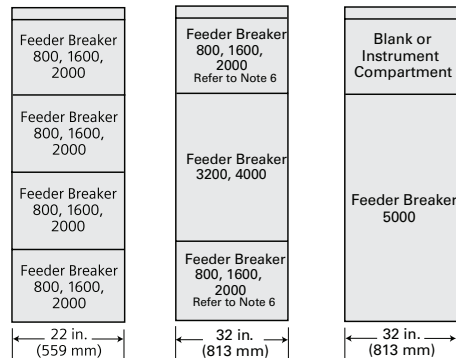 Feeder Breaker
800, 1600,
2000
Feeder Breaker
800, 1600,
2000
Feeder Breaker
800, 1600,
2000
Feeder Breaker
800, 1600,
2000
22 in.
(559 mm)
Feeder Breaker
800, 1600,
2000
Refer to Note 6
Feeder Breaker
3200, 4000
Feeder Breaker
800, 1600,
2000
Refer to Note 6
32 in.
(813 mm)
Blank or
Instrument
Compartment
Feeder Breaker
5000
32 in.
(813 mm)